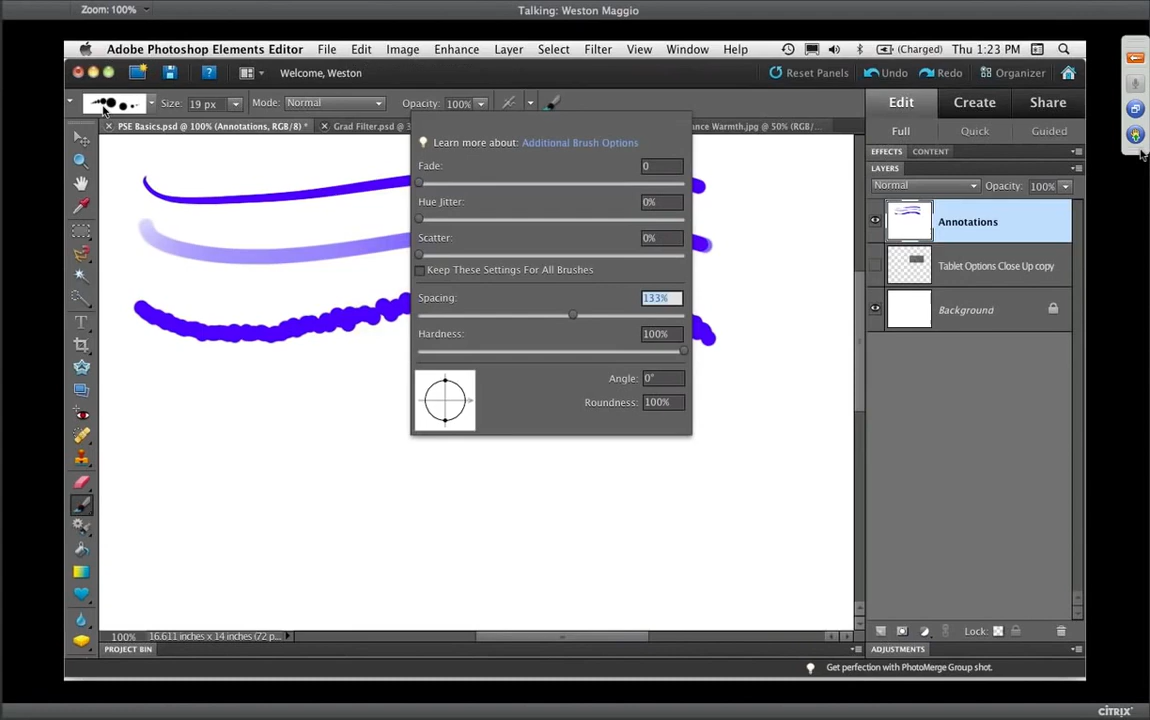 Zoom: 100%
Talking: Weston Maggio
Adobe Photoshop Elements Editor File Edit Image Enhance Layer Select Filter View Window Help (Charged) Thu 1:23 PM
Welcome, Weston Reset Panels Undo Redo Organizer
Size: 19 px Mode: Normal Opacity: 100%
Edit Create Share
PSE Basics.psd @ 100% (Annotations, RGB/8) * Grad Filter.psd @ 3 ance Warmth.jpg @ 50% (RGB/...
Full Quick Guided
Learn more about: Additional Brush Options
EFFECTS CONTENT
Fade: 0
LAYERS
Normal Opacity: 100%
Hue Jitter: 0%
Annotations
Scatter: 0%
Keep These Settings For All Brushes
Tablet Options Close Up copy
Spacing: 133%
Background
Hardness: 100%
Angle: 0°
Roundness: 100%
Lock:
100% 16.611 inches x 14 inches (72 p...
PROJECT BIN
ADJUSTMENTS
Get perfection with PhotoMerge Group shot.
CITRIX